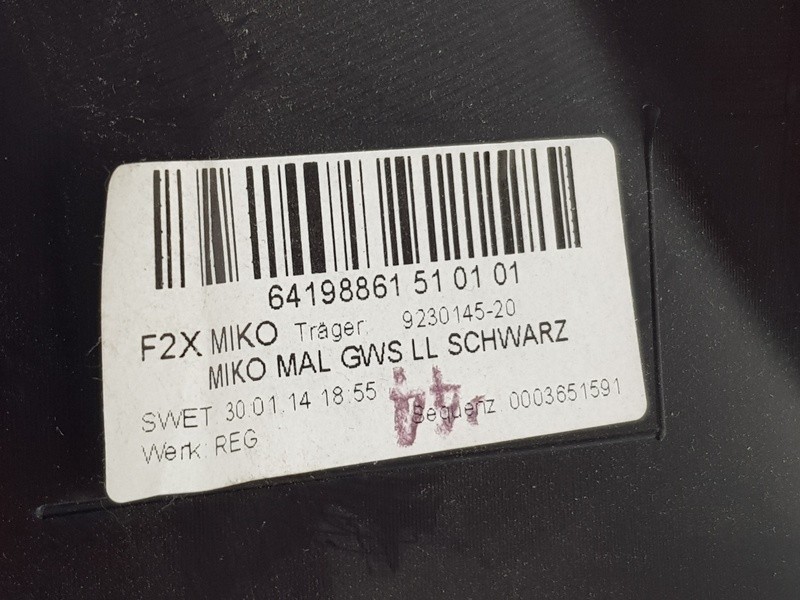 64198861 51 01 01
F2X MIKO Träger: 9230145-20
MIKO MAL GWS LL SCHWARZ
SWET 30.01.14 18:55 Sequenz 0003651591
Werk: REG